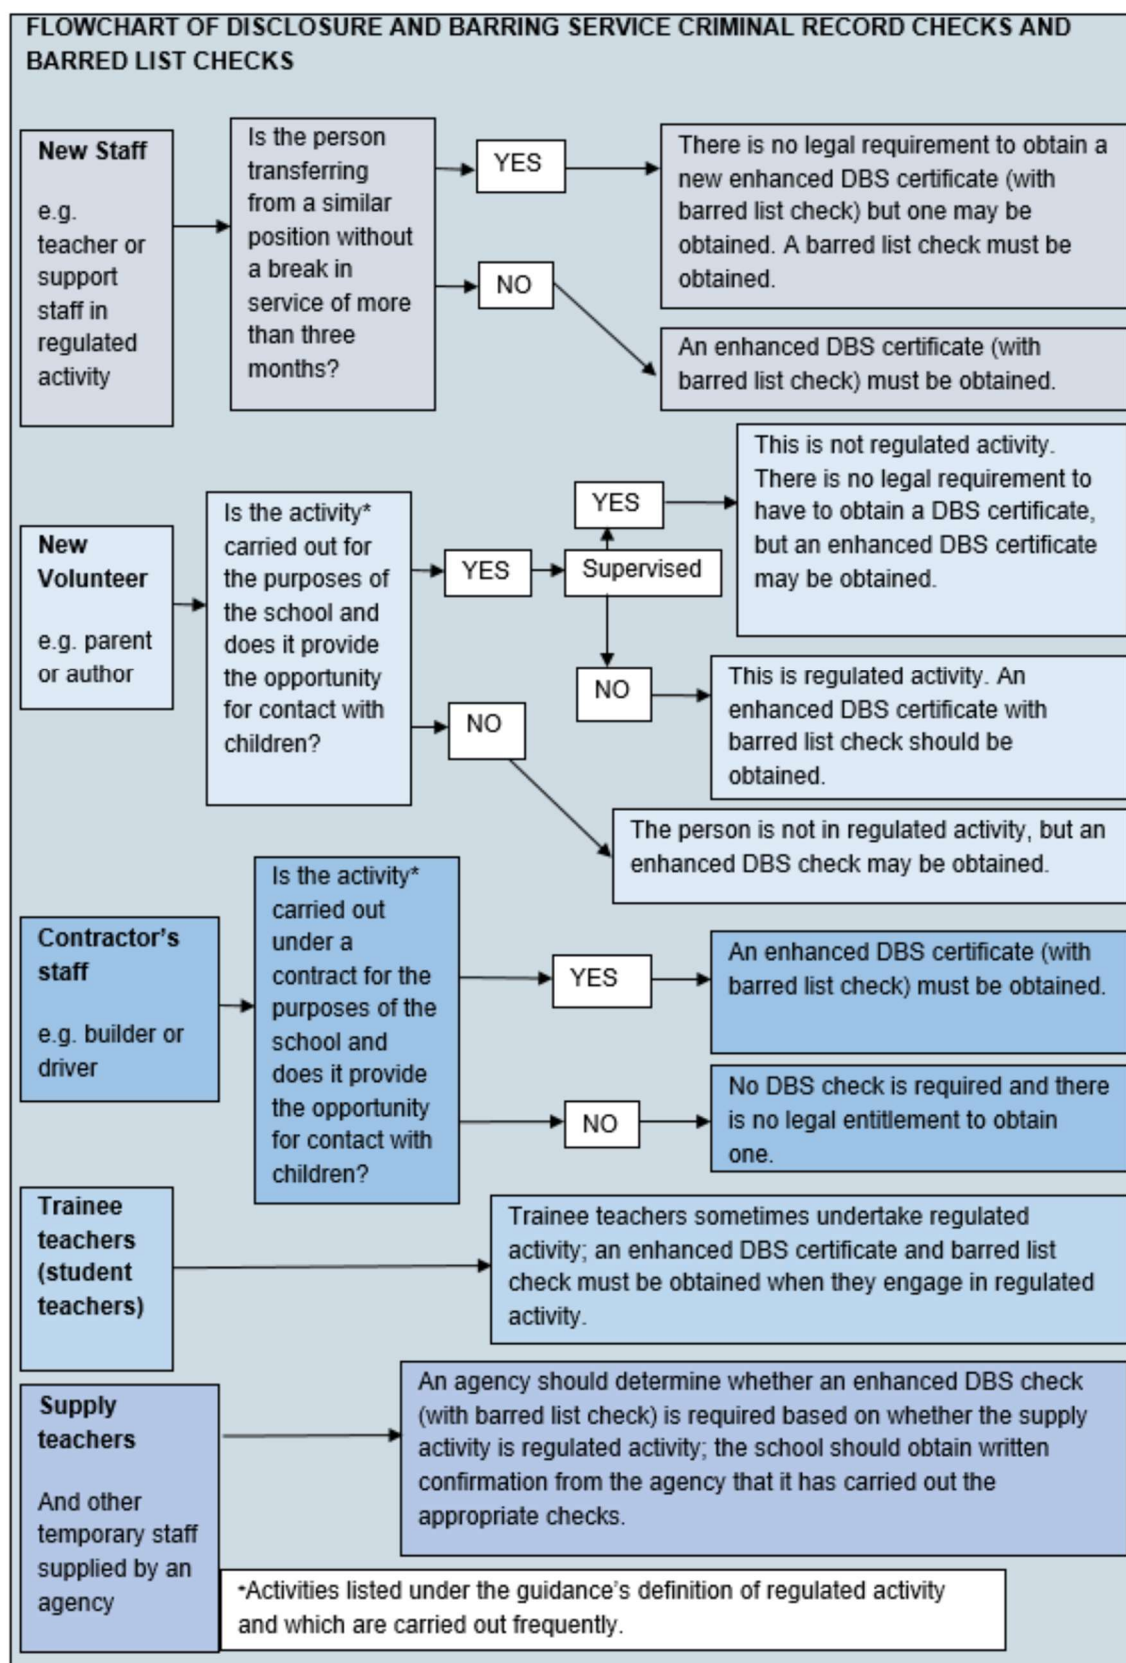 FLOWCHART OF DISCLOSURE AND BARRING SERVICE CRIMINAL RECORD CHECKS AND
BARRED LIST CHECKS
New Staff
e.g.
teacher or
support
staff in
regulated
activity
Is the person
transferring
from a similar
position without
a break in
service of more
than three
months?
YES
There is no legal requirement to obtain a
new enhanced DBS certificate (with
barred list check) but one may be
obtained. A barred list check must be
obtained.
NO
An enhanced DBS certificate (with
barred list check) must be obtained.
New
Volunteer
e.g. parent
or author
Is the activity*
carried out for
the purposes of
the school and
does it provide
the opportunity
for contact with
children?
YES
Supervised
YES
This is not regulated activity.
There is no legal requirement to
have to obtain a DBS certificate,
but an enhanced DBS certificate
may be obtained.
NO
This is regulated activity. An
enhanced DBS certificate with
barred list check should be
obtained.
NO
The person is not in regulated activity, but an
enhanced DBS check may be obtained.
Contractor's
staff
e.g. builder or
driver
Is the activity*
carried out
under a
contract for the
purposes of the
school and
does it provide
the opportunity
for contact with
children?
YES
An enhanced DBS certificate (with
barred list check) must be obtained.
NO
No DBS check is required and there
is no legal entitlement to obtain
one.
Trainee
teachers
(student
teachers)
Trainee teachers sometimes undertake regulated
activity; an enhanced DBS certificate and barred list
check must be obtained when they engage in regulated
activity.
Supply
teachers
And other
temporary staff
supplied by an
agency
An agency should determine whether an enhanced DBS check
(with barred list check) is required based on whether the supply
activity is regulated activity; the school should obtain written
confirmation from the agency that it has carried out the
appropriate checks.
*Activities listed under the guidance's definition of regulated activity
and which are carried out frequently.